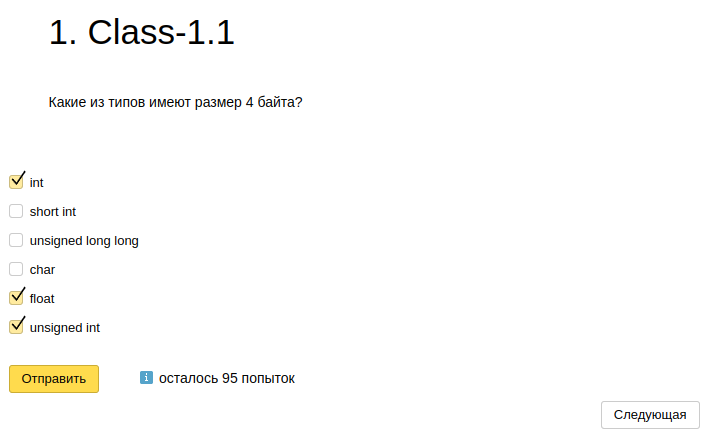 1. Class-1.1
Какие из типов имеют размер 4 байта?
int
short int
unsigned long long
char
float
unsigned int
Отправить
i осталось 95 попыток
Следующая